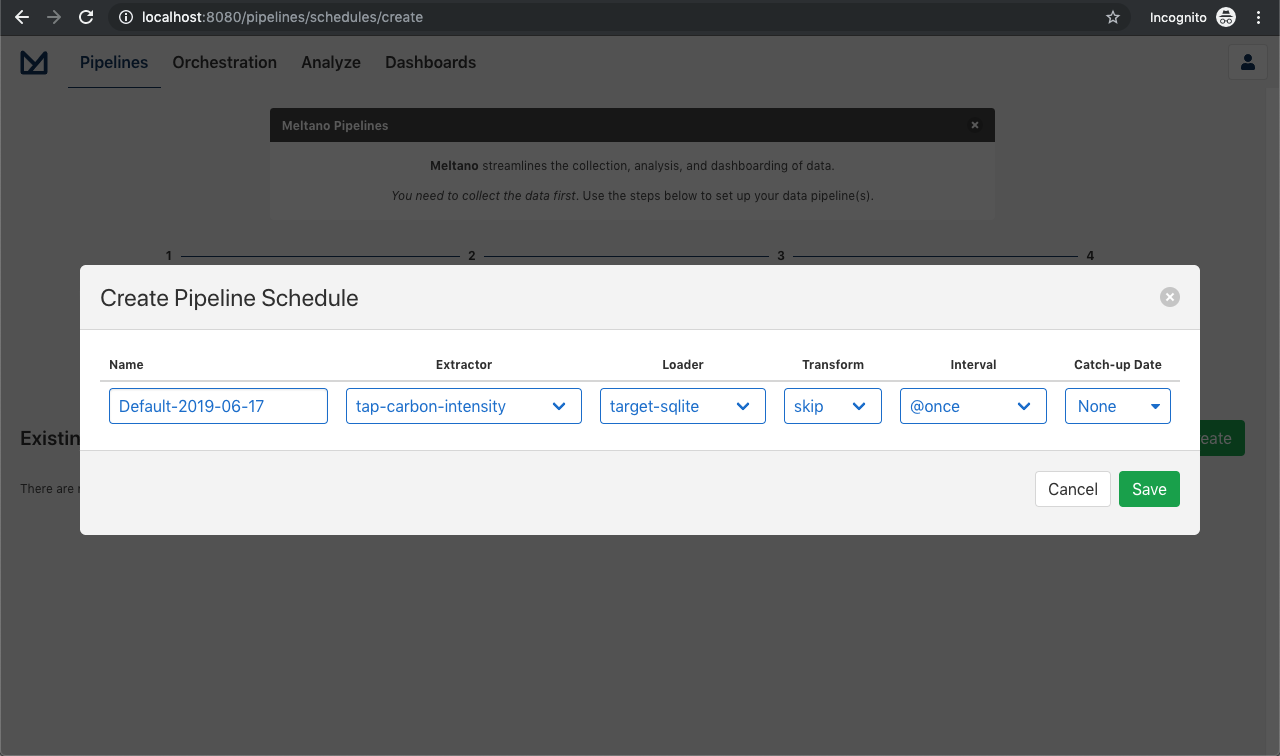 localhost:8080/pipelines/schedules/create
Incognito
Pipelines Orchestration Analyze Dashboards
Meltano Pipelines
Meltano streamlines the collection, analysis, and dashboarding of data.
You need to collect the data first. Use the steps below to set up your data pipeline(s).
1 2 3 4
Create Pipeline Schedule
Name Extractor Loader Transform Interval Catch-up Date
Default-2019-06-17 tap-carbon-intensity target-sqlite skip @once None
Existin eate
There are
Cancel Save